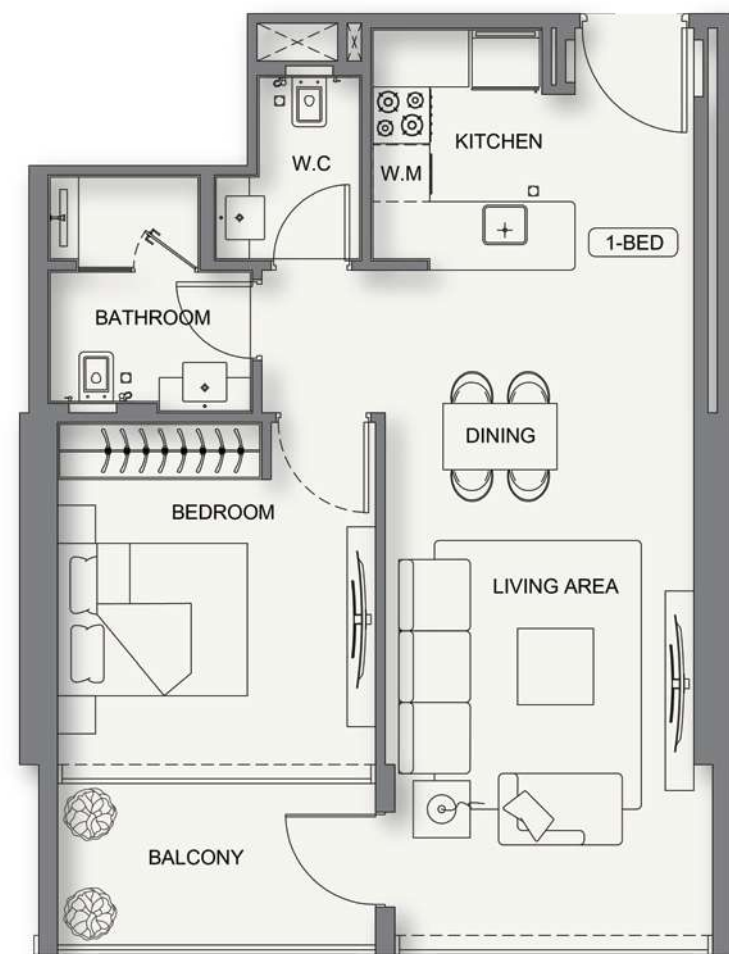 KITCHEN
W.C
W.M
1-BED
BATHROOM
DINING
BEDROOM
LIVING AREA
BALCONY